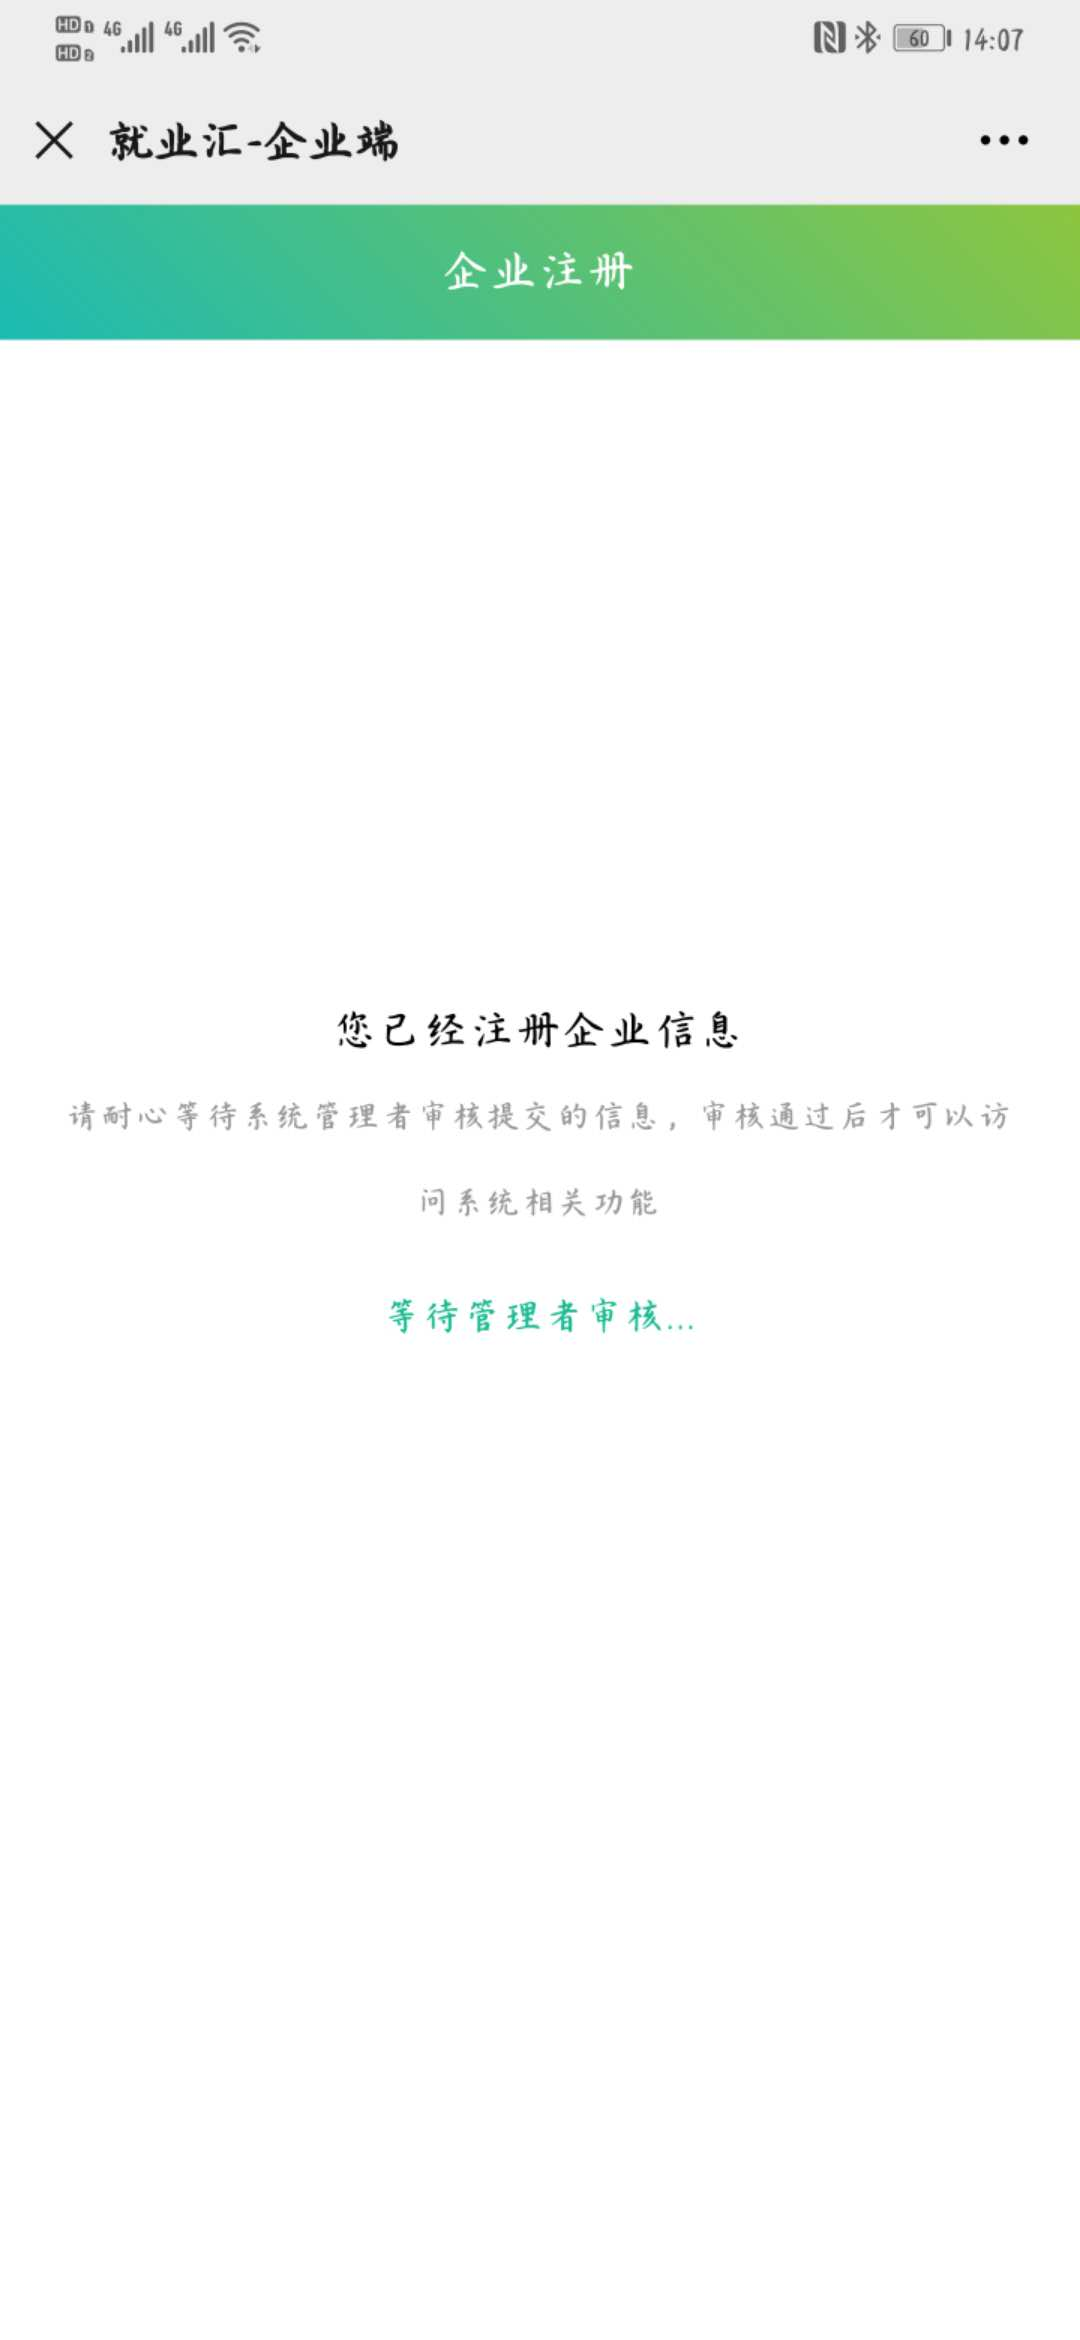 HD 1 4G 4G
HD 2
60 14:07
就业汇-企业端
企业注册
您已经注册企业信息
请耐心等待系统管理者审核提交的信息，审核通过后才可以访
问系统相关功能
等待管理者审核...